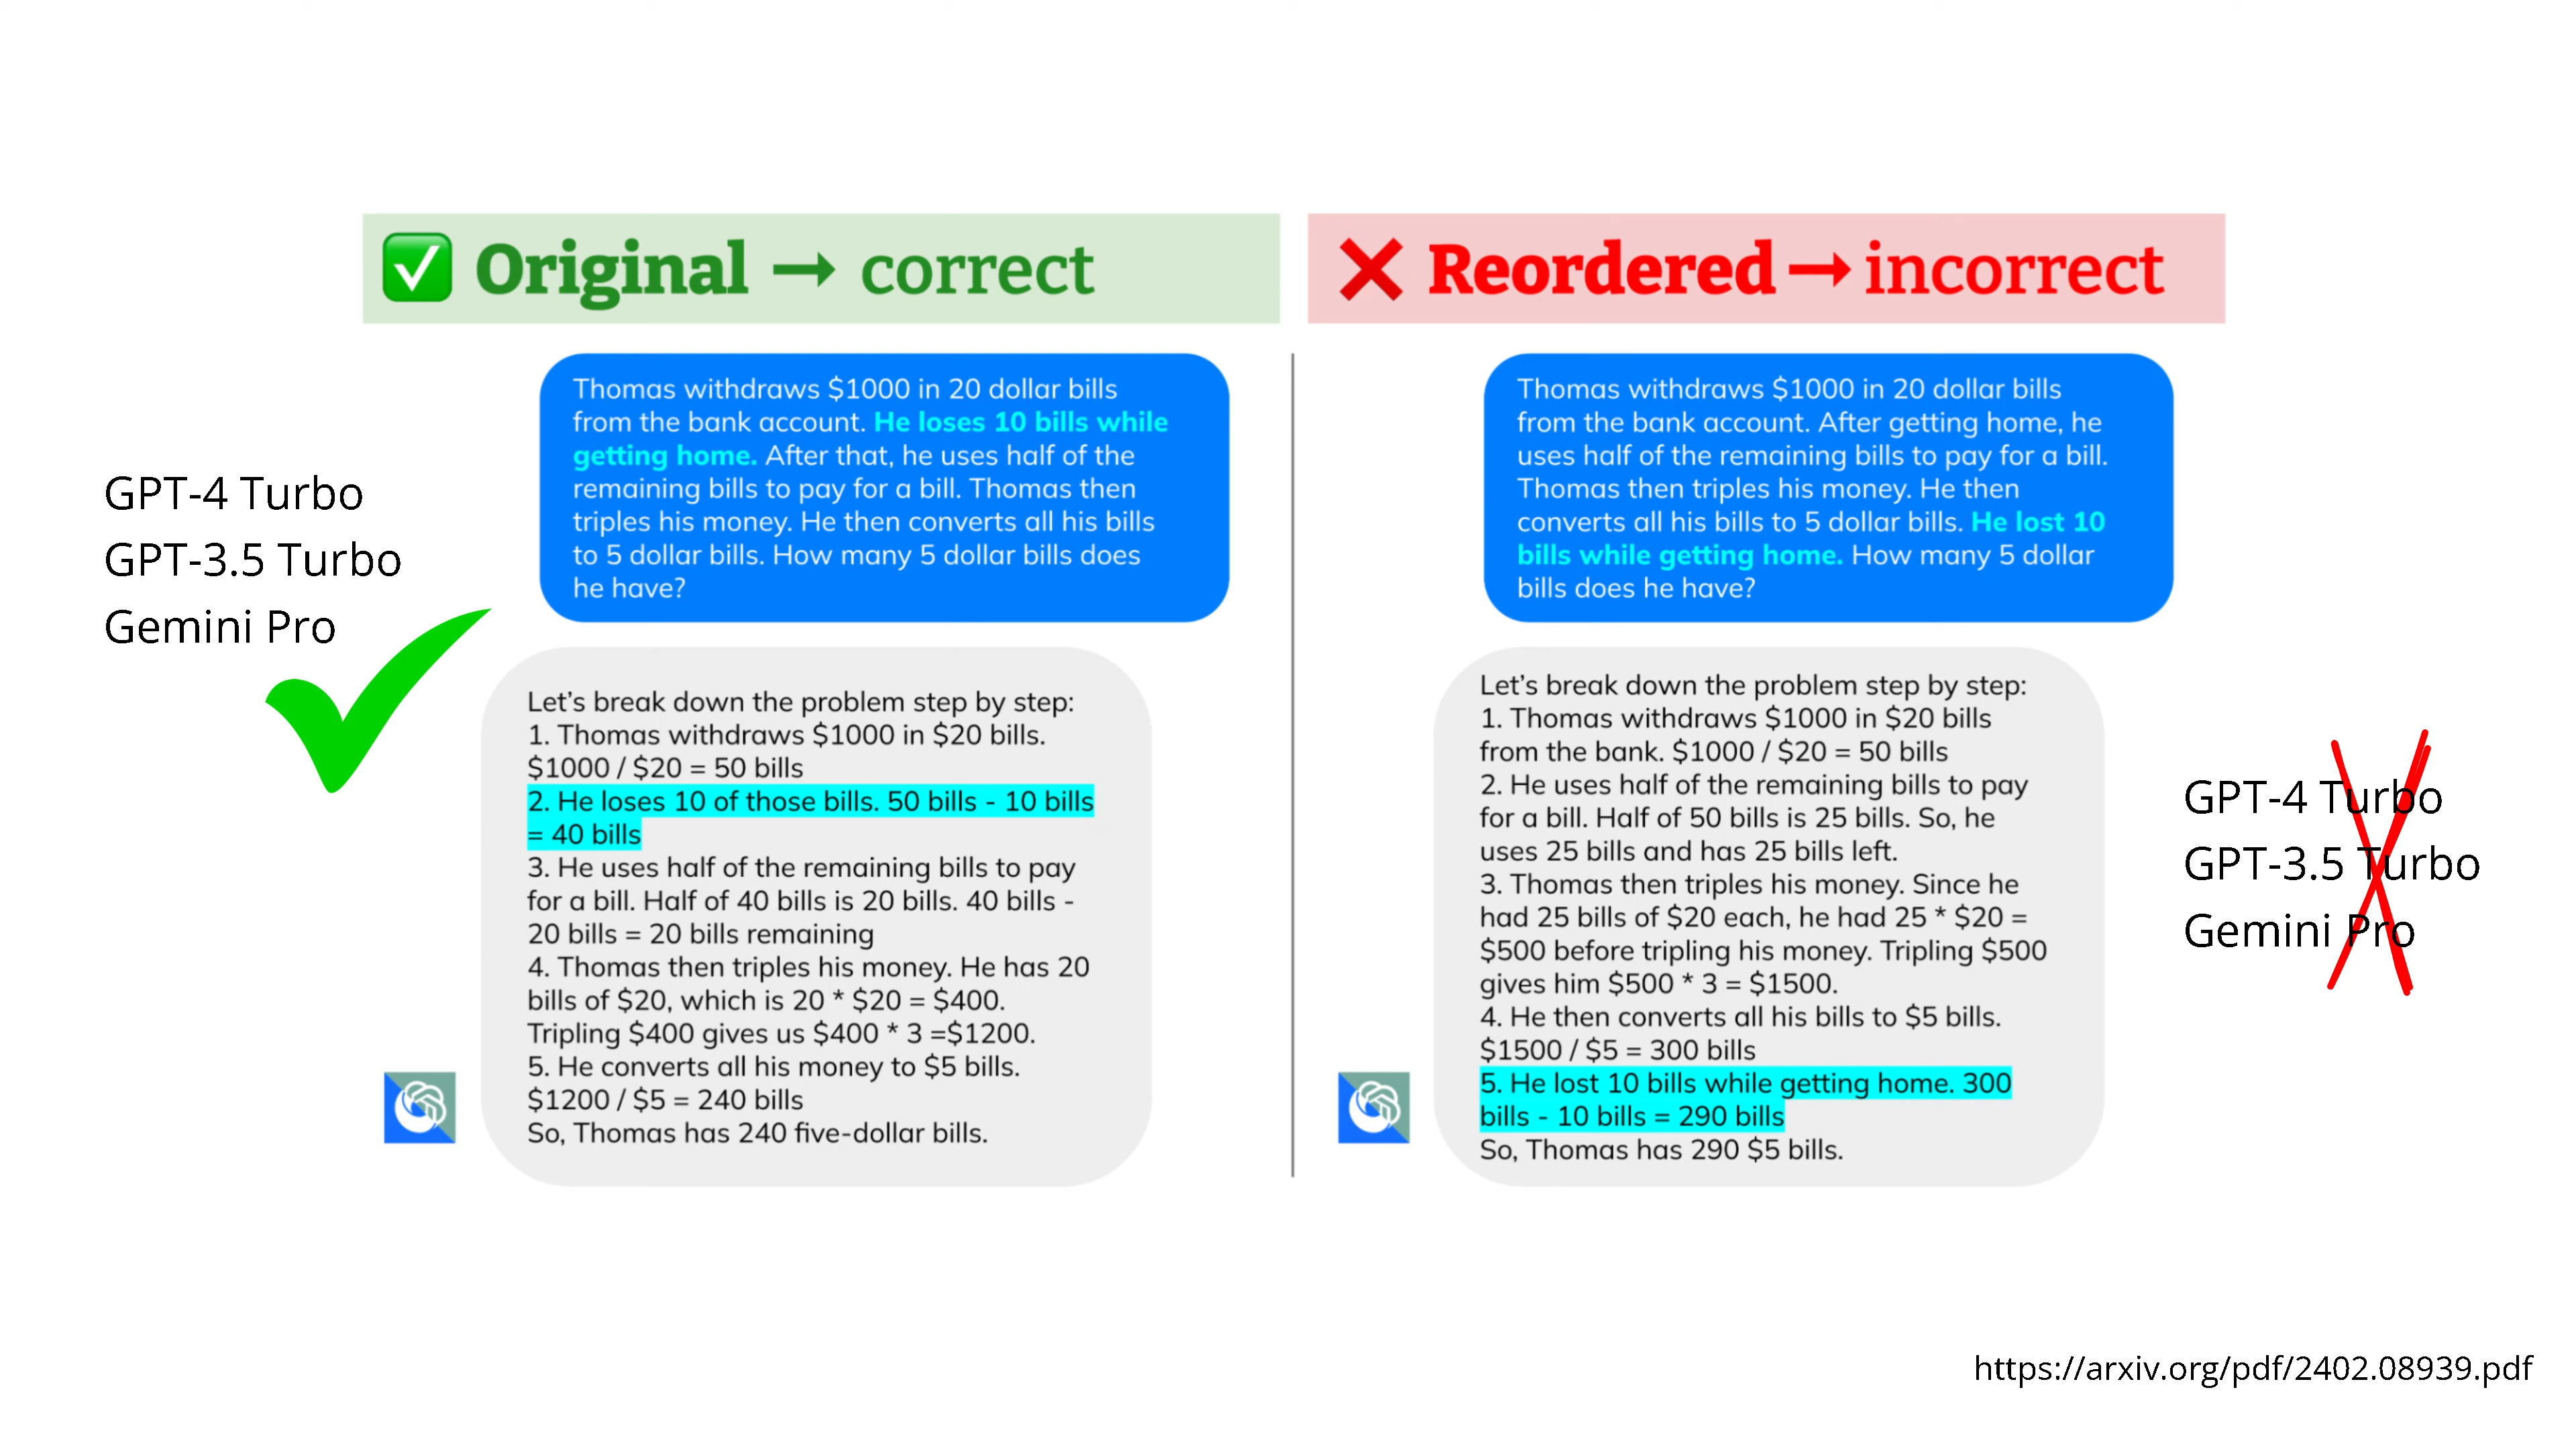 Original → correct
Reordered → incorrect
GPT-4 Turbo
GPT-3.5 Turbo
Gemini Pro
Thomas withdraws $1000 in 20 dollar bills
from the bank account. He loses 10 bills while
getting home. After that, he uses half of the
remaining bills to pay for a bill. Thomas then
triples his money. He then converts all his bills
to 5 dollar bills. How many 5 dollar bills does
he have?
Let's break down the problem step by step:
1. Thomas withdraws $1000 in $20 bills.
$1000 / $20 = 50 bills
2. He loses 10 of those bills. 50 bills - 10 bills
= 40 bills
3. He uses half of the remaining bills to pay
for a bill. Half of 40 bills is 20 bills. 40 bills -
20 bills = 20 bills remaining
4. Thomas then triples his money. He has 20
bills of $20, which is 20 * $20 = $400.
Tripling $400 gives us $400 * 3 =$1200.
5. He converts all his money to $5 bills.
$1200 / $5 = 240 bills
So, Thomas has 240 five-dollar bills.
Thomas withdraws $1000 in 20 dollar bills
from the bank account. After getting home, he
uses half of the remaining bills to pay for a bill.
Thomas then triples his money. He then
converts all his bills to 5 dollar bills. He lost 10
bills while getting home. How many 5 dollar
bills does he have?
Let's break down the problem step by step:
1. Thomas withdraws $1000 in $20 bills
from the bank. $1000 / $20 = 50 bills
2. He uses half of the remaining bills to pay
for a bill. Half of 50 bills is 25 bills. So, he
uses 25 bills and has 25 bills left.
3. Thomas then triples his money. Since he
had 25 bills of $20 each, he had 25 * $20 =
$500 before tripling his money. Tripling $500
gives him $500 * 3 = $1500.
4. He then converts all his bills to $5 bills.
$1500 / $5 = 300 bills
5. He lost 10 bills while getting home. 300
bills - 10 bills = 290 bills
So, Thomas has 290 $5 bills.
GPT-4 Turbo
GPT-3.5 Turbo
Gemini Pro
https://arxiv.org/pdf/2402.08939.pdf